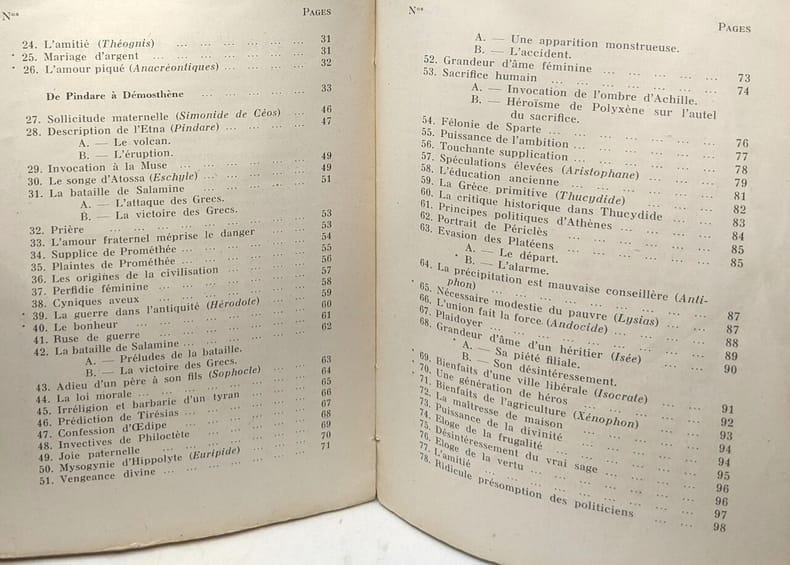 Nos PAGES
24. L'amitié (Théognis) ... ... ... ... ... 31
25. Mariage d'argent ... ... ... ... ... 31
26. L'amour piqué (Anacréontiques) ... ... ... ... 32
De Pindare à Démosthène ... ... ... ... 33
27. Sollicitude maternelle (Simonide de Céos) ... ... 46
28. Description de l'Etna (Pindare) ... ... ... ... 47
A. — Le volcan.
B. — L'éruption.
29. Invocation à la Muse ... ... ... ... ... 49
30. Le songe d'Atossa (Eschyle) ... ... ... ... 49
31. La bataille de Salamine ... ... ... ... 51
A. — L'attaque des Grecs.
B. — La victoire des Grecs.
32. Prière ... ... ... ... ... ... 53
33. L'amour fraternel méprise le danger ... ... ... 53
34. Supplice de Prométhée ... ... ... ... ... 54
35. Plaintes de Prométhée ... ... ... ... ... 55
36. Les origines de la civilisation ... ... ... ... 56
37. Perfidie féminine ... ... ... ... ... 57
38. Cyniques aveux ... ... ... ... ... 58
39. La guerre dans l'antiquité (Hérodote) ... ... ... 59
40. Le bonheur ... ... ... ... ... ... 60
41. Ruse de guerre ... ... ... ... ... 61
42. La bataille de Salamine ... ... ... ... ... 62
A. — Préludes de la bataille.
B. — La victoire des Grecs.
43. Adieu d'un père à son fils (Sophocle) ... ... ... 63
44. La loi morale ... ... ... ... ... 64
45. Irréligion et barbarie d'un tyran ... ... ... 65
46. Prédiction de Tirésias ... ... ... ... ... 66
47. Confession d'Œdipe ... ... ... ... ... 67
48. Invectives de Philoctète ... ... ... ... 68
49. Joie paternelle ... ... ... ... ...
50. Mysogynie d'Hippolyte (Euripide) ... ... ... 70
51. Vengeance divine ... ... ... ... ... 71
Nos PAGES
A. — Une apparition monstrueuse.
B. — L'accident.
52. Grandeur d'âme féminine ... ... ... ... ... 73
53. Sacrifice humain ... ... ... ... ... 74
A. — Invocation de l'ombre d'Achille.
B. — Héroïsme de Polyxène sur l'autel
du sacrifice.
54. Félonie de Sparte ... ... ... ... ... 76
55. Puissance de l'ambition ... ... ... ... 77
56. Touchante supplication ... ... ... ... ... 78
57. Spéculations élevées (Aristophane) ... ... ... 79
58. L'éducation ancienne ... ... ... ... ... 81
59. La Grèce primitive (Thucydide) ... ... ... 82
60. La critique historique dans Thucydide ... ... ... 83
61. Principes politiques d'Athènes ... ... ... ... 84
62. Portrait de Périclès ... ... ... ... ... 85
63. Evasion des Platéens ... ... ... ... ... 85
A. — Le départ.
B. — L'alarme.
64. La précipitation est mauvaise conseillère (Anti-
phon) ... ... ... ... ... ... 87
65. Nécessaire modestie du pauvre (Lysias) ... ... 87
66. L'union fait la force (Andocide) ... ... ... 88
67. Plaidoyer ... ... ... ... ... ... 89
68. Grandeur d'âme d'un héritier (Isée) ... ... ... 90
A. — Sa piété filiale.
B. — Son désintéressement.
69. Bienfaits d'une ville libérale (Isocrate) ... ... 91
70. Une génération de héros ... ... ... ... 92
71. Bienfaits de l'agriculture (Xénophon) ... ... ... 93
72. La maîtresse de maison ... ... ... ... 94
73. Puissance de la divinité ... ... ... ... 94
74. Eloge de la frugalité ... ... ... ... ... 95
75. Désintéressement du vrai sage ... ... ... ... 96
76. Eloge de la vertu ... ... ... ... ... 96
77. L'amitié ... ... ... ... ... ... 97
78. Ridicule présomption des politiciens ... ... ... 98